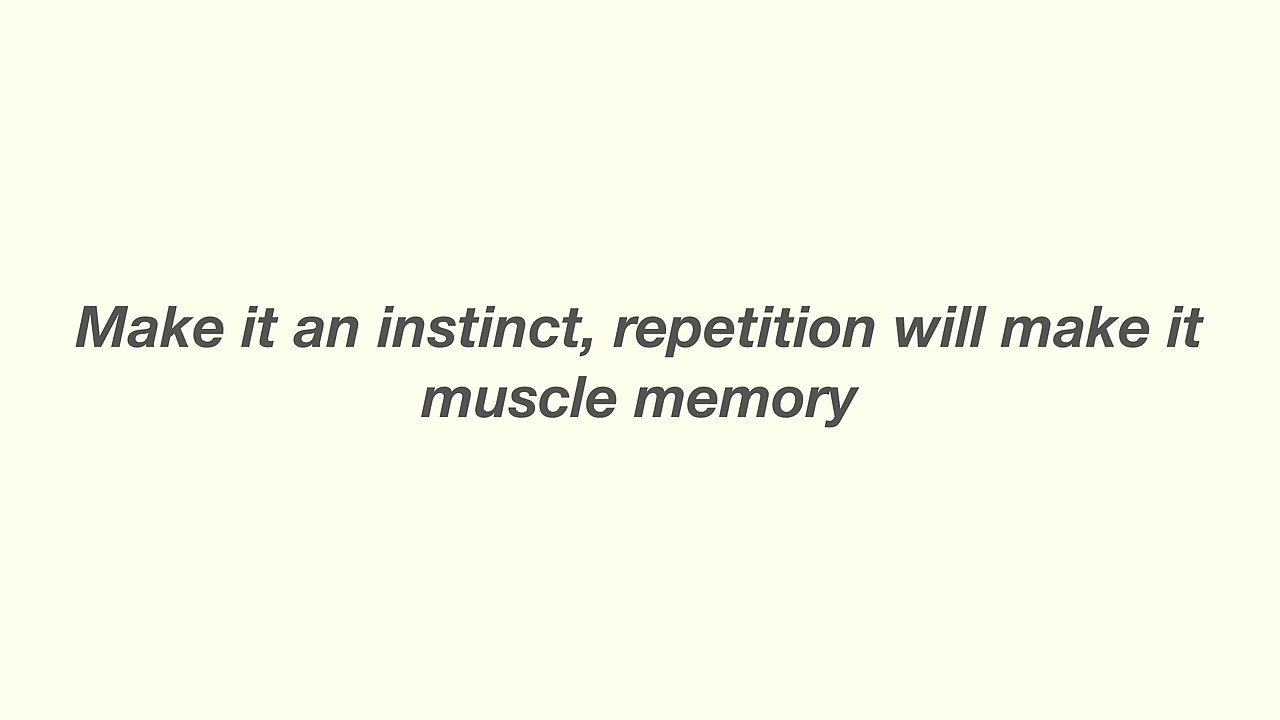 Make it an instinct, repetition will make it
muscle memory